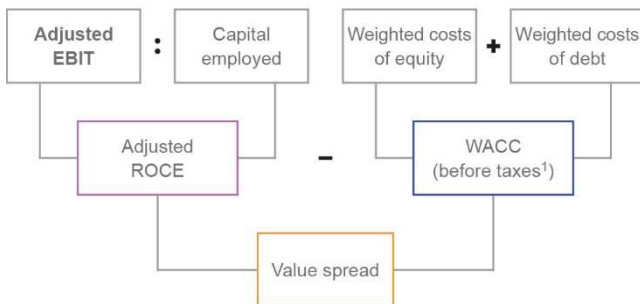 Adjusted
EBIT
:
Capital
employed
Weighted costs
of equity
+
Weighted costs
of debt
Adjusted
ROCE
–
WACC
(before taxes¹)
Value spread